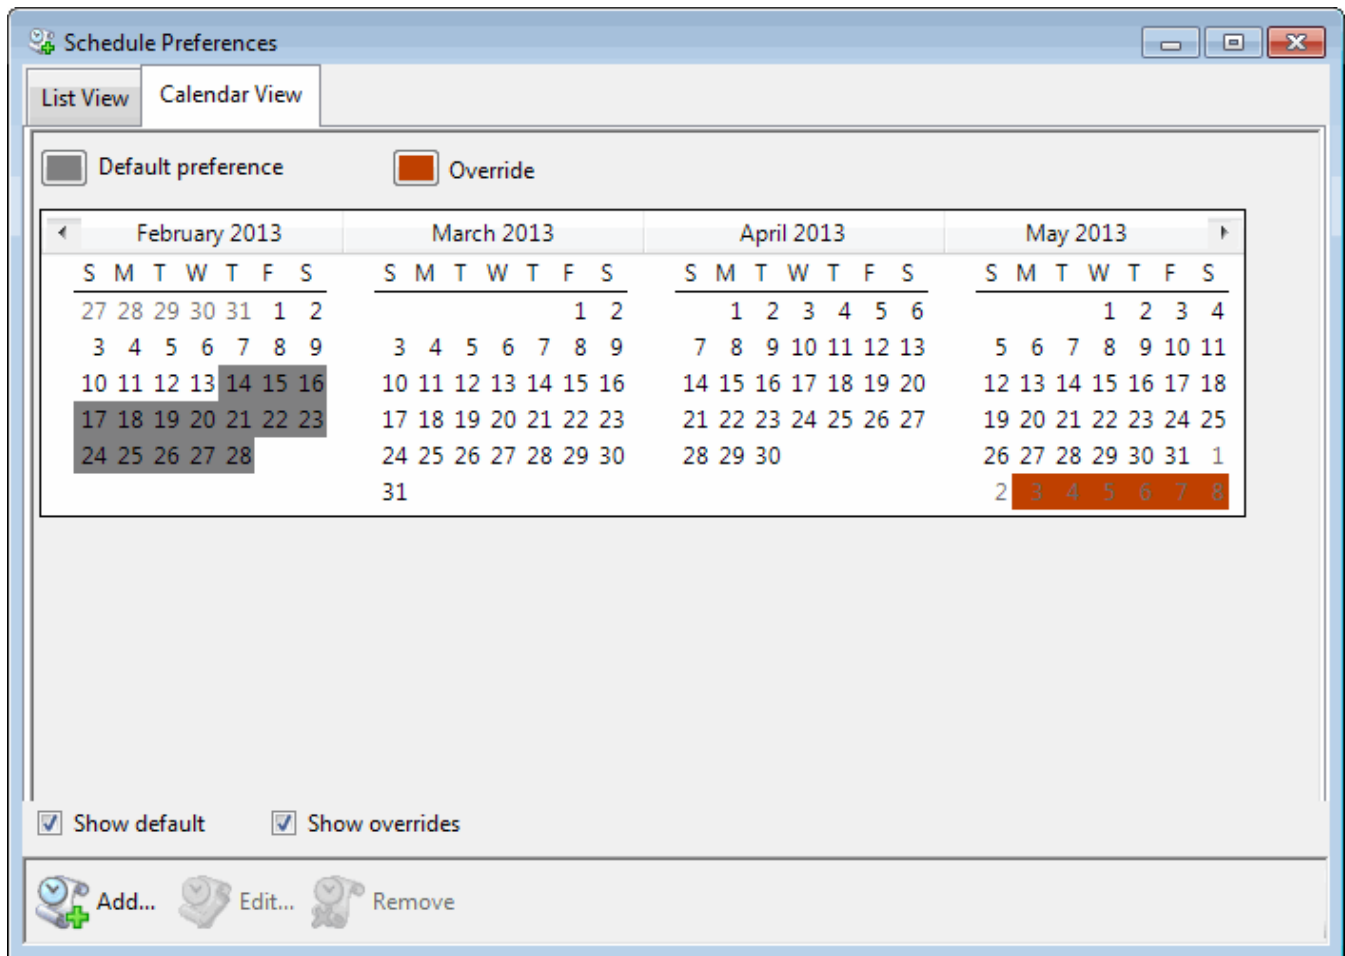 Schedule Preferences
List View Calendar View
Default preference Override
February 2013 March 2013 April 2013 May 2013
S M T W T F S S M T W T F S S M T W T F S S M T W T F S
27 28 29 30 31 1 2 1 2 1 2 3 4 5 6 1 2 3 4
3 4 5 6 7 8 9 3 4 5 6 7 8 9 7 8 9 10 11 12 13 5 6 7 8 9 10 11
10 11 12 13 14 15 16 10 11 12 13 14 15 16 14 15 16 17 18 19 20 12 13 14 15 16 17 18
17 18 19 20 21 22 23 17 18 19 20 21 22 23 21 22 23 24 25 26 27 19 20 21 22 23 24 25
24 25 26 27 28 24 25 26 27 28 29 30 28 29 30 26 27 28 29 30 31 1
31 2 3 4 5 6 7 8
Show default Show overrides
Add... Edit... Remove